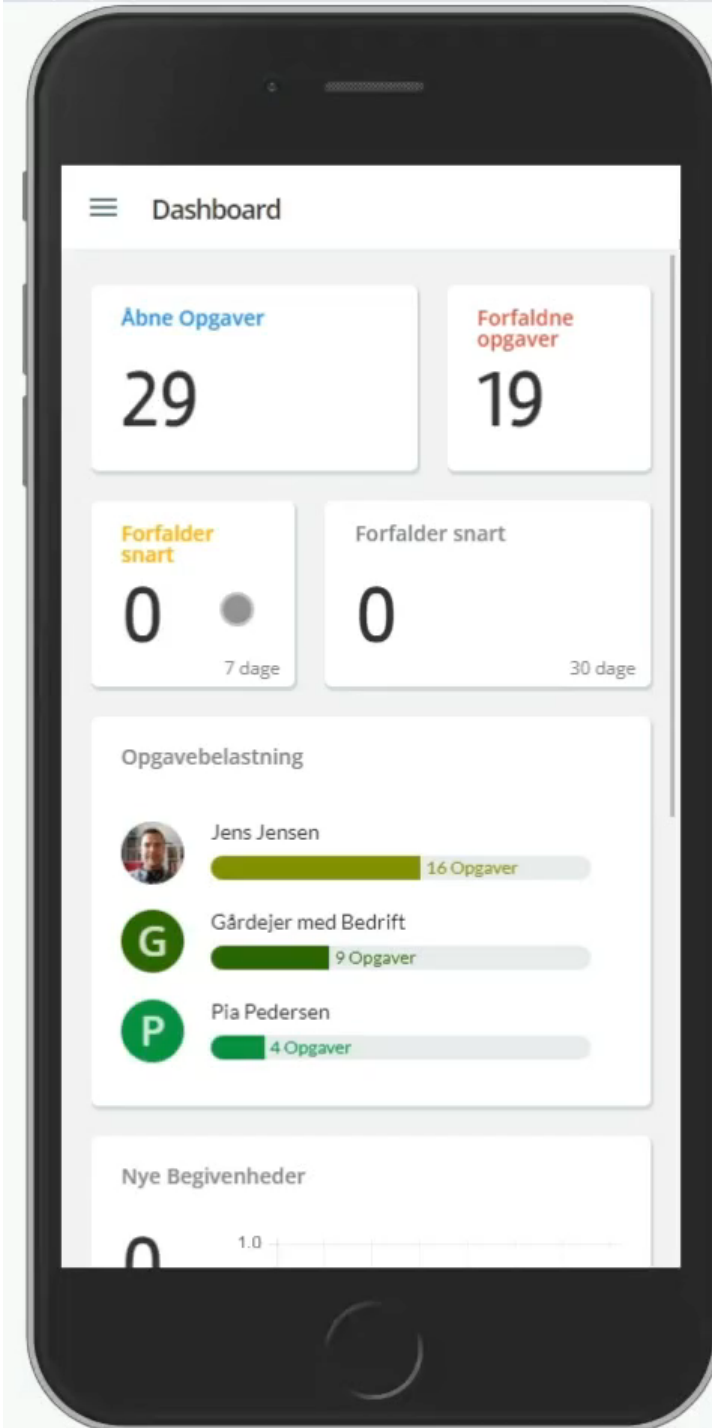 Dashboard
Åbne Opgaver
29
Forfaldne
opgaver
19
Forfalder
snart
0
7 dage
Forfalder snart
0
30 dage
Opgavebelastning
Jens Jensen
16 Opgaver
G
Gårdejer med Bedrift
9 Opgaver
P
Pia Pedersen
4 Opgaver
Nye Begivenheder
0
1.0